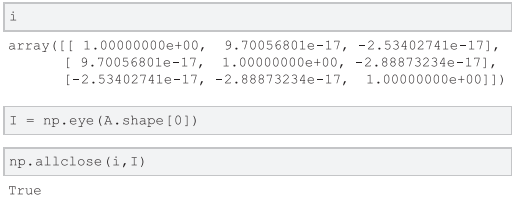 i
array([[ 1.00000000e+00,  9.70056801e-17, -2.53402741e-17],
       [ 9.70056801e-17,  1.00000000e+00, -2.88873234e-17],
       [-2.53402741e-17, -2.88873234e-17,  1.00000000e+00]])
I = np.eye(A.shape[0])
np.allclose(i,I)
True